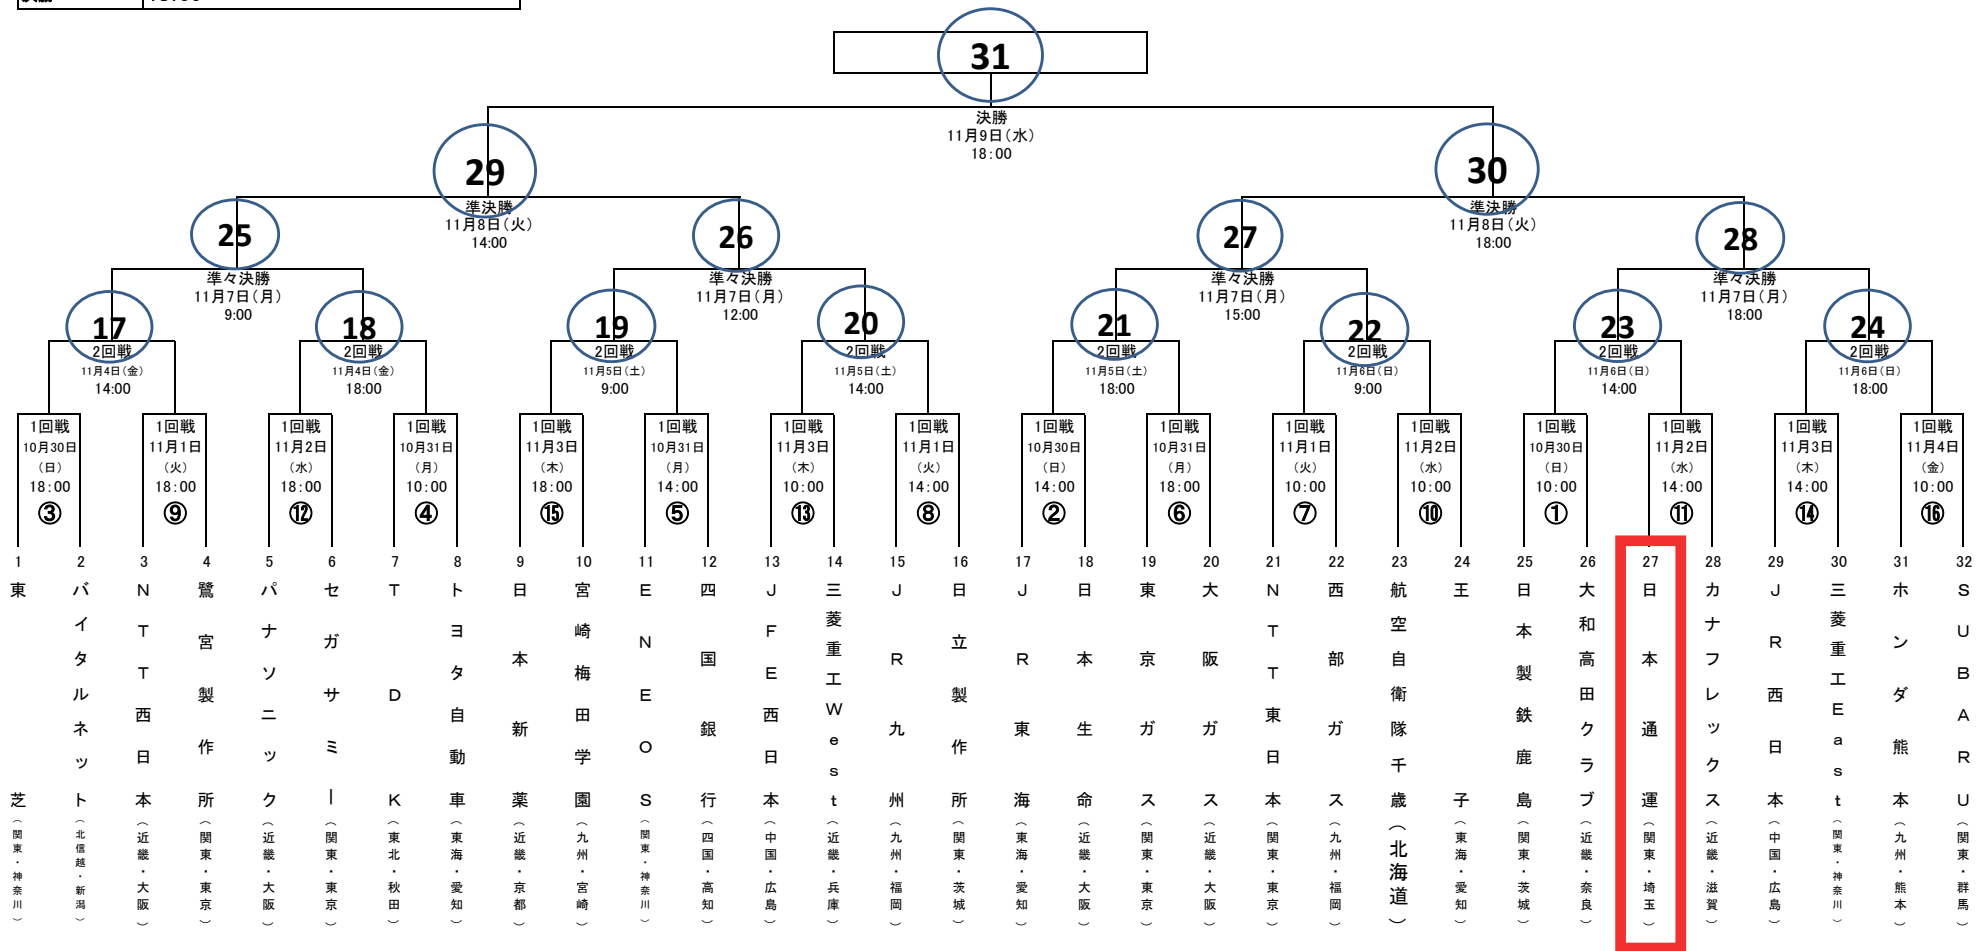 31
決勝
11月9日(水)
18:00
29
準決勝
11月8日(火)
14:00
30
準決勝
11月8日(火)
18:00
25
準々決勝
11月7日(月)
9:00
26
準々決勝
11月7日(月)
12:00
27
準々決勝
11月7日(月)
15:00
28
準々決勝
11月7日(月)
18:00
17
2回戦
11月4日(金)
14:00
18
2回戦
11月4日(金)
18:00
19
2回戦
11月5日(土)
9:00
20
2回戦
11月5日(土)
14:00
21
2回戦
11月5日(土)
18:00
22
2回戦
11月6日(日)
9:00
23
2回戦
11月6日(日)
14:00
24
2回戦
11月6日(日)
18:00
1回戦
10月30日
(日)
18:00
③
1回戦
11月1日
(火)
18:00
⑨
1回戦
11月2日
(水)
18:00
⑫
1回戦
10月31日
(月)
10:00
④
1回戦
11月3日
(木)
18:00
⑮
1回戦
10月31日
(月)
14:00
⑤
1回戦
11月3日
(木)
10:00
⑬
1回戦
11月1日
(火)
14:00
⑧
1回戦
10月30日
(日)
14:00
②
1回戦
10月31日
(月)
18:00
⑥
1回戦
11月1日
(火)
10:00
⑦
1回戦
11月2日
(水)
10:00
⑩
1回戦
10月30日
(日)
10:00
①
1回戦
11月2日
(水)
14:00
⑪
1回戦
11月3日
(木)
14:00
⑭
1回戦
11月4日
(金)
10:00
⑯
1
東芝(関東・神奈川)
2
バイタルネット(北信越・新潟)
3
NTT西日本(近畿・大阪)
4
鷺宮製作所(関東・東京)
5
パナソニック(近畿・大阪)
6
セガサミー(関東・東京)
7
TDK(東北・秋田)
8
トヨタ自動車(東海・愛知)
9
日本新薬(近畿・京都)
10
宮崎梅田学園(九州・宮崎)
11
ENEOS(関東・神奈川)
12
四国銀行(四国・高知)
13
JFE西日本(中国・広島)
14
三菱重工West(近畿・兵庫)
15
JR九州(九州・福岡)
16
日立製作所(関東・茨城)
17
JR東海(東海・愛知)
18
日本生命(近畿・大阪)
19
東京ガス(関東・東京)
20
大阪ガス(近畿・大阪)
21
NTT東日本(関東・東京)
22
西部ガス(九州・福岡)
23
航空自衛隊千歳(北海道)
24
王子(東海・愛知)
25
日本製鉄鹿島(関東・茨城)
26
大和高田クラブ(近畿・奈良)
27
日本通運(関東・埼玉)
28
カナフレックス(近畿・滋賀)
29
JR西日本(中国・広島)
30
三菱重工East(関東・神奈川)
31
ホンダ熊本(九州・熊本)
32
SUBARU(関東・群馬)